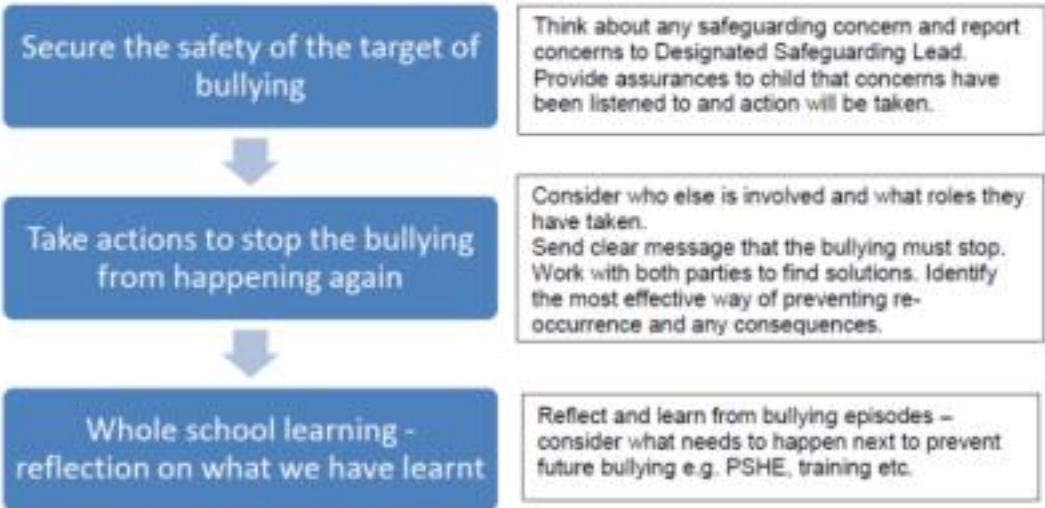 Secure the safety of the target of
bullying
Think about any safeguarding concern and report
concerns to Designated Safeguarding Lead.
Provide assurances to child that concerns have
been listened to and action will be taken.
Take actions to stop the bullying
from happening again
Consider who else is involved and what roles they
have taken.
Send clear message that the bullying must stop.
Work with both parties to find solutions. Identify
the most effective way of preventing re-
occurrence and any consequences.
Whole school learning -
reflection on what we have learnt
Reflect and learn from bullying episodes –
consider what needs to happen next to prevent
future bullying e.g. PSHE, training etc.